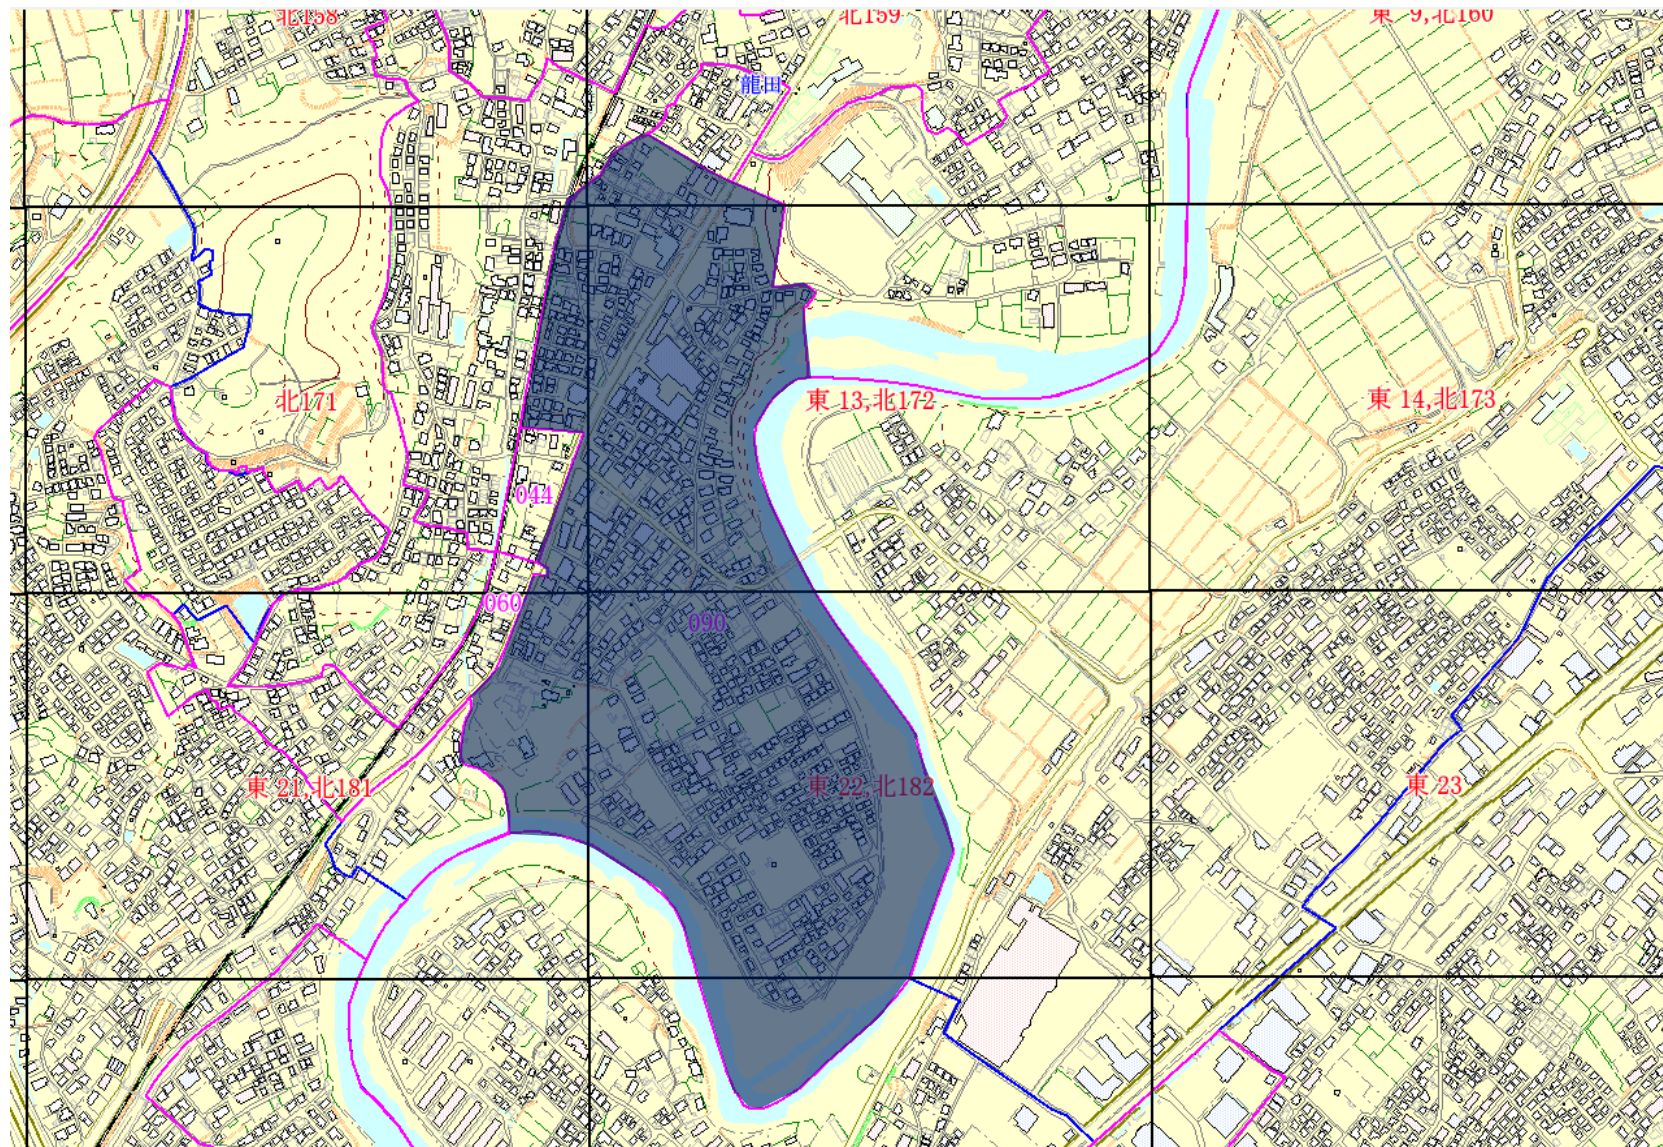 北158
北159
東 9,北160
龍田
北171
東 13,北172
東 14,北173
044
060
090
東 21,北181
東 22,北182
東 23